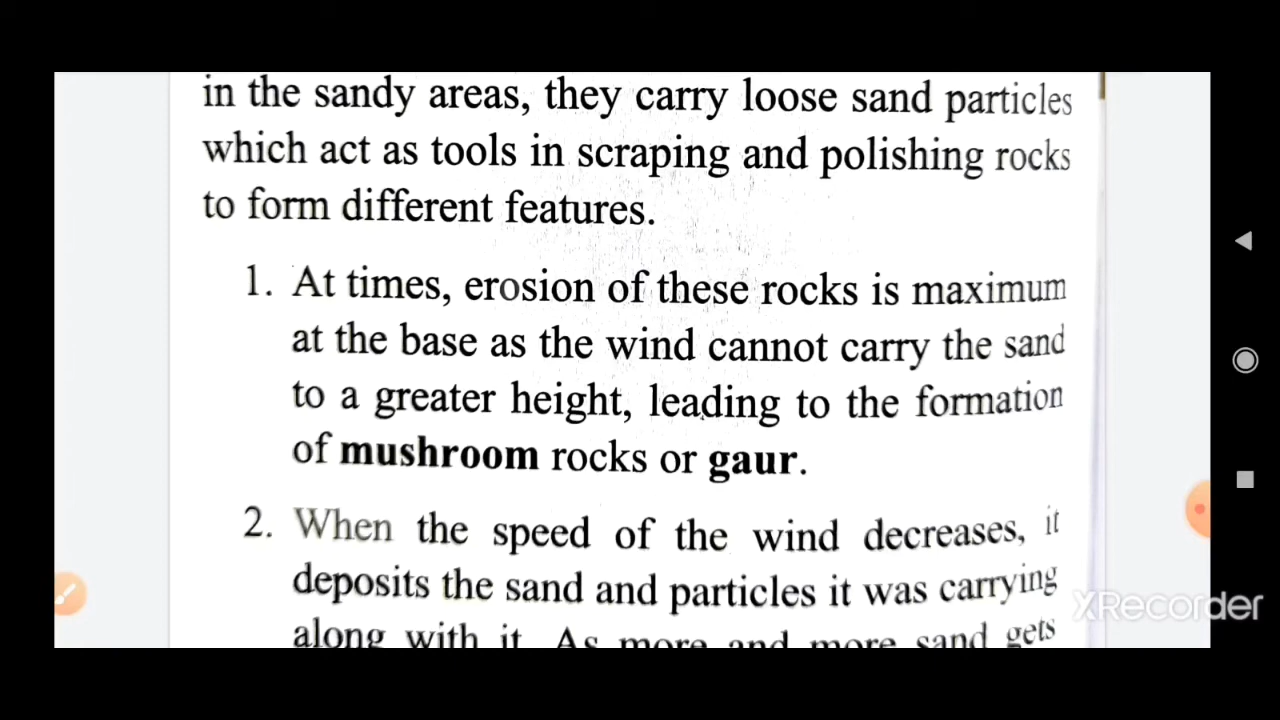 in the sandy areas, they carry loose sand particles
which act as tools in scraping and polishing rocks
to form different features.
1. At times, erosion of these rocks is maximum
at the base as the wind cannot carry the sand
to a greater height, leading to the formation
of mushroom rocks or gaur.
2. When the speed of the wind decreases, it
deposits the sand and particles it was carrying
along with it. As more and more sand gets
XRecorder